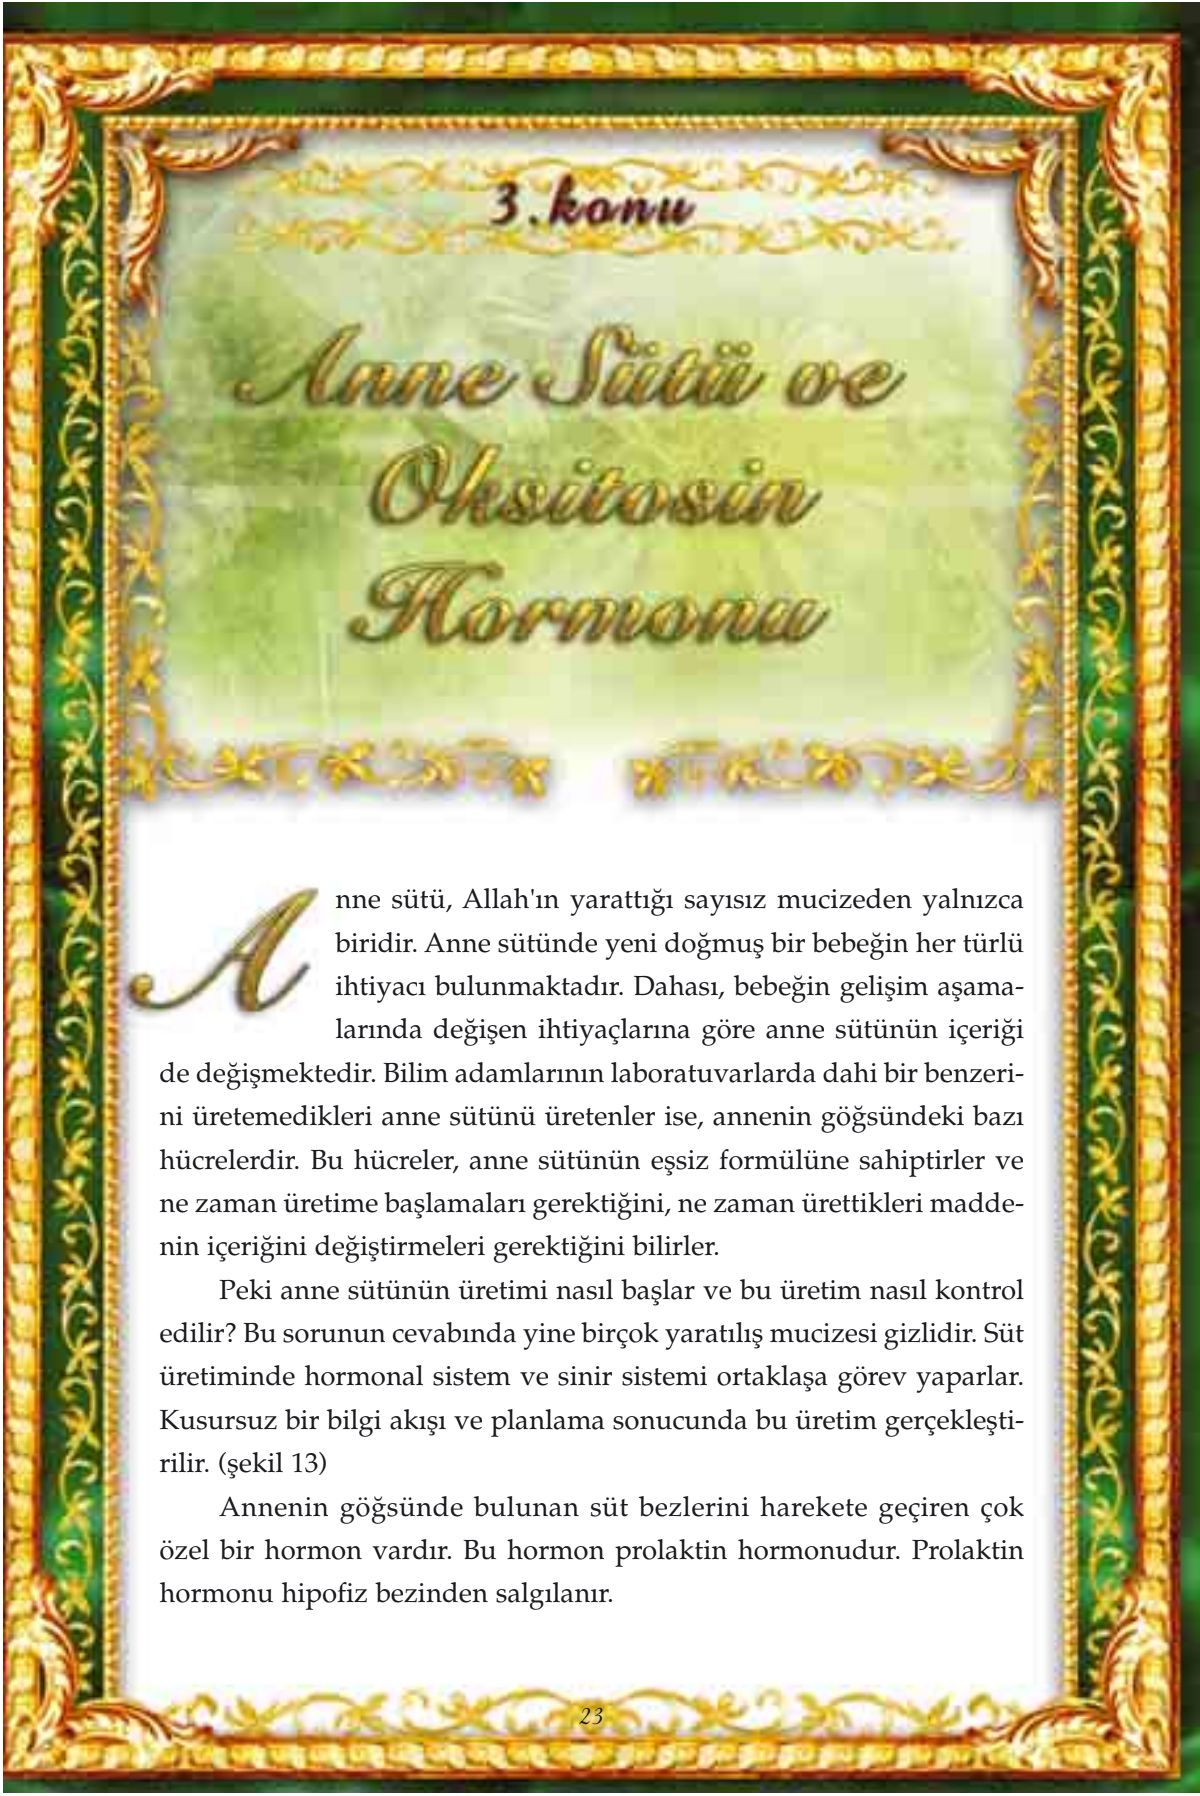 3.konu
Anne Sütü ve
Oksitosin
Hormonu
Anne sütü, Allah'ın yarattığı sayısız mucizeden yalnızca
biridir. Anne sütünde yeni doğmuş bir bebeğin her türlü
ihtiyacı bulunmaktadır. Dahası, bebeğin gelişim aşama-
larında değişen ihtiyaçlarına göre anne sütünün içeriği
de değişmektedir. Bilim adamlarının laboratuvarlarda dahi bir benzeri-
ni üretemedikleri anne sütünü üretenler ise, annenin göğsündeki bazı
hücrelerdir. Bu hücreler, anne sütünün eşsiz formülüne sahiptirler ve
ne zaman üretime başlamaları gerektiğini, ne zaman ürettikleri madde-
nin içeriğini değiştirmeleri gerektiğini bilirler.
Peki anne sütünün üretimi nasıl başlar ve bu üretim nasıl kontrol
edilir? Bu sorunun cevabında yine birçok yaratılış mucizesi gizlidir. Süt
üretiminde hormonal sistem ve sinir sistemi ortaklaşa görev yaparlar.
Kusursuz bir bilgi akışı ve planlama sonucunda bu üretim gerçekleşti-
rilir. (şekil 13)
Annenin göğsünde bulunan süt bezlerini harekete geçiren çok
özel bir hormon vardır. Bu hormon prolaktin hormonudur. Prolaktin
hormonu hipofiz bezinden salgılanır.
23